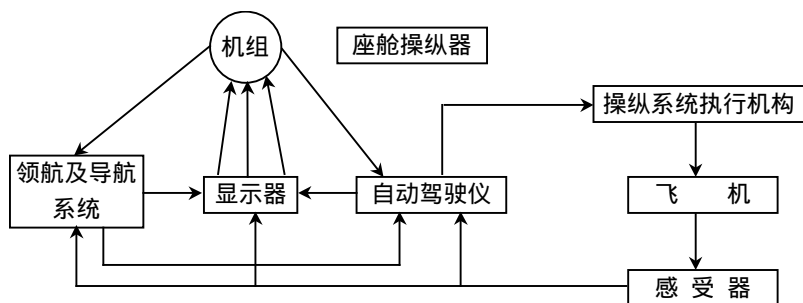 机组
座舱操纵器
操纵系统执行机构
领航及导航
系统
显示器
自动驾驶仪
飞 机
感 受 器